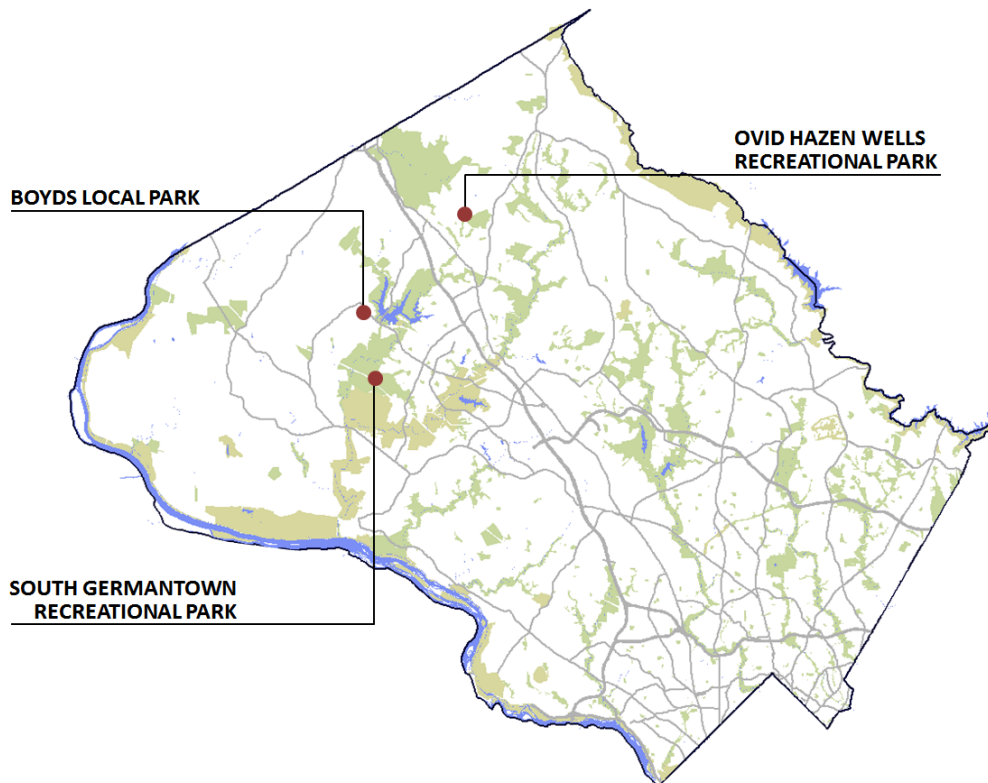 OVID HAZEN WELLS
RECREATIONAL PARK
BOYDS LOCAL PARK
SOUTH GERMANTOWN
RECREATIONAL PARK